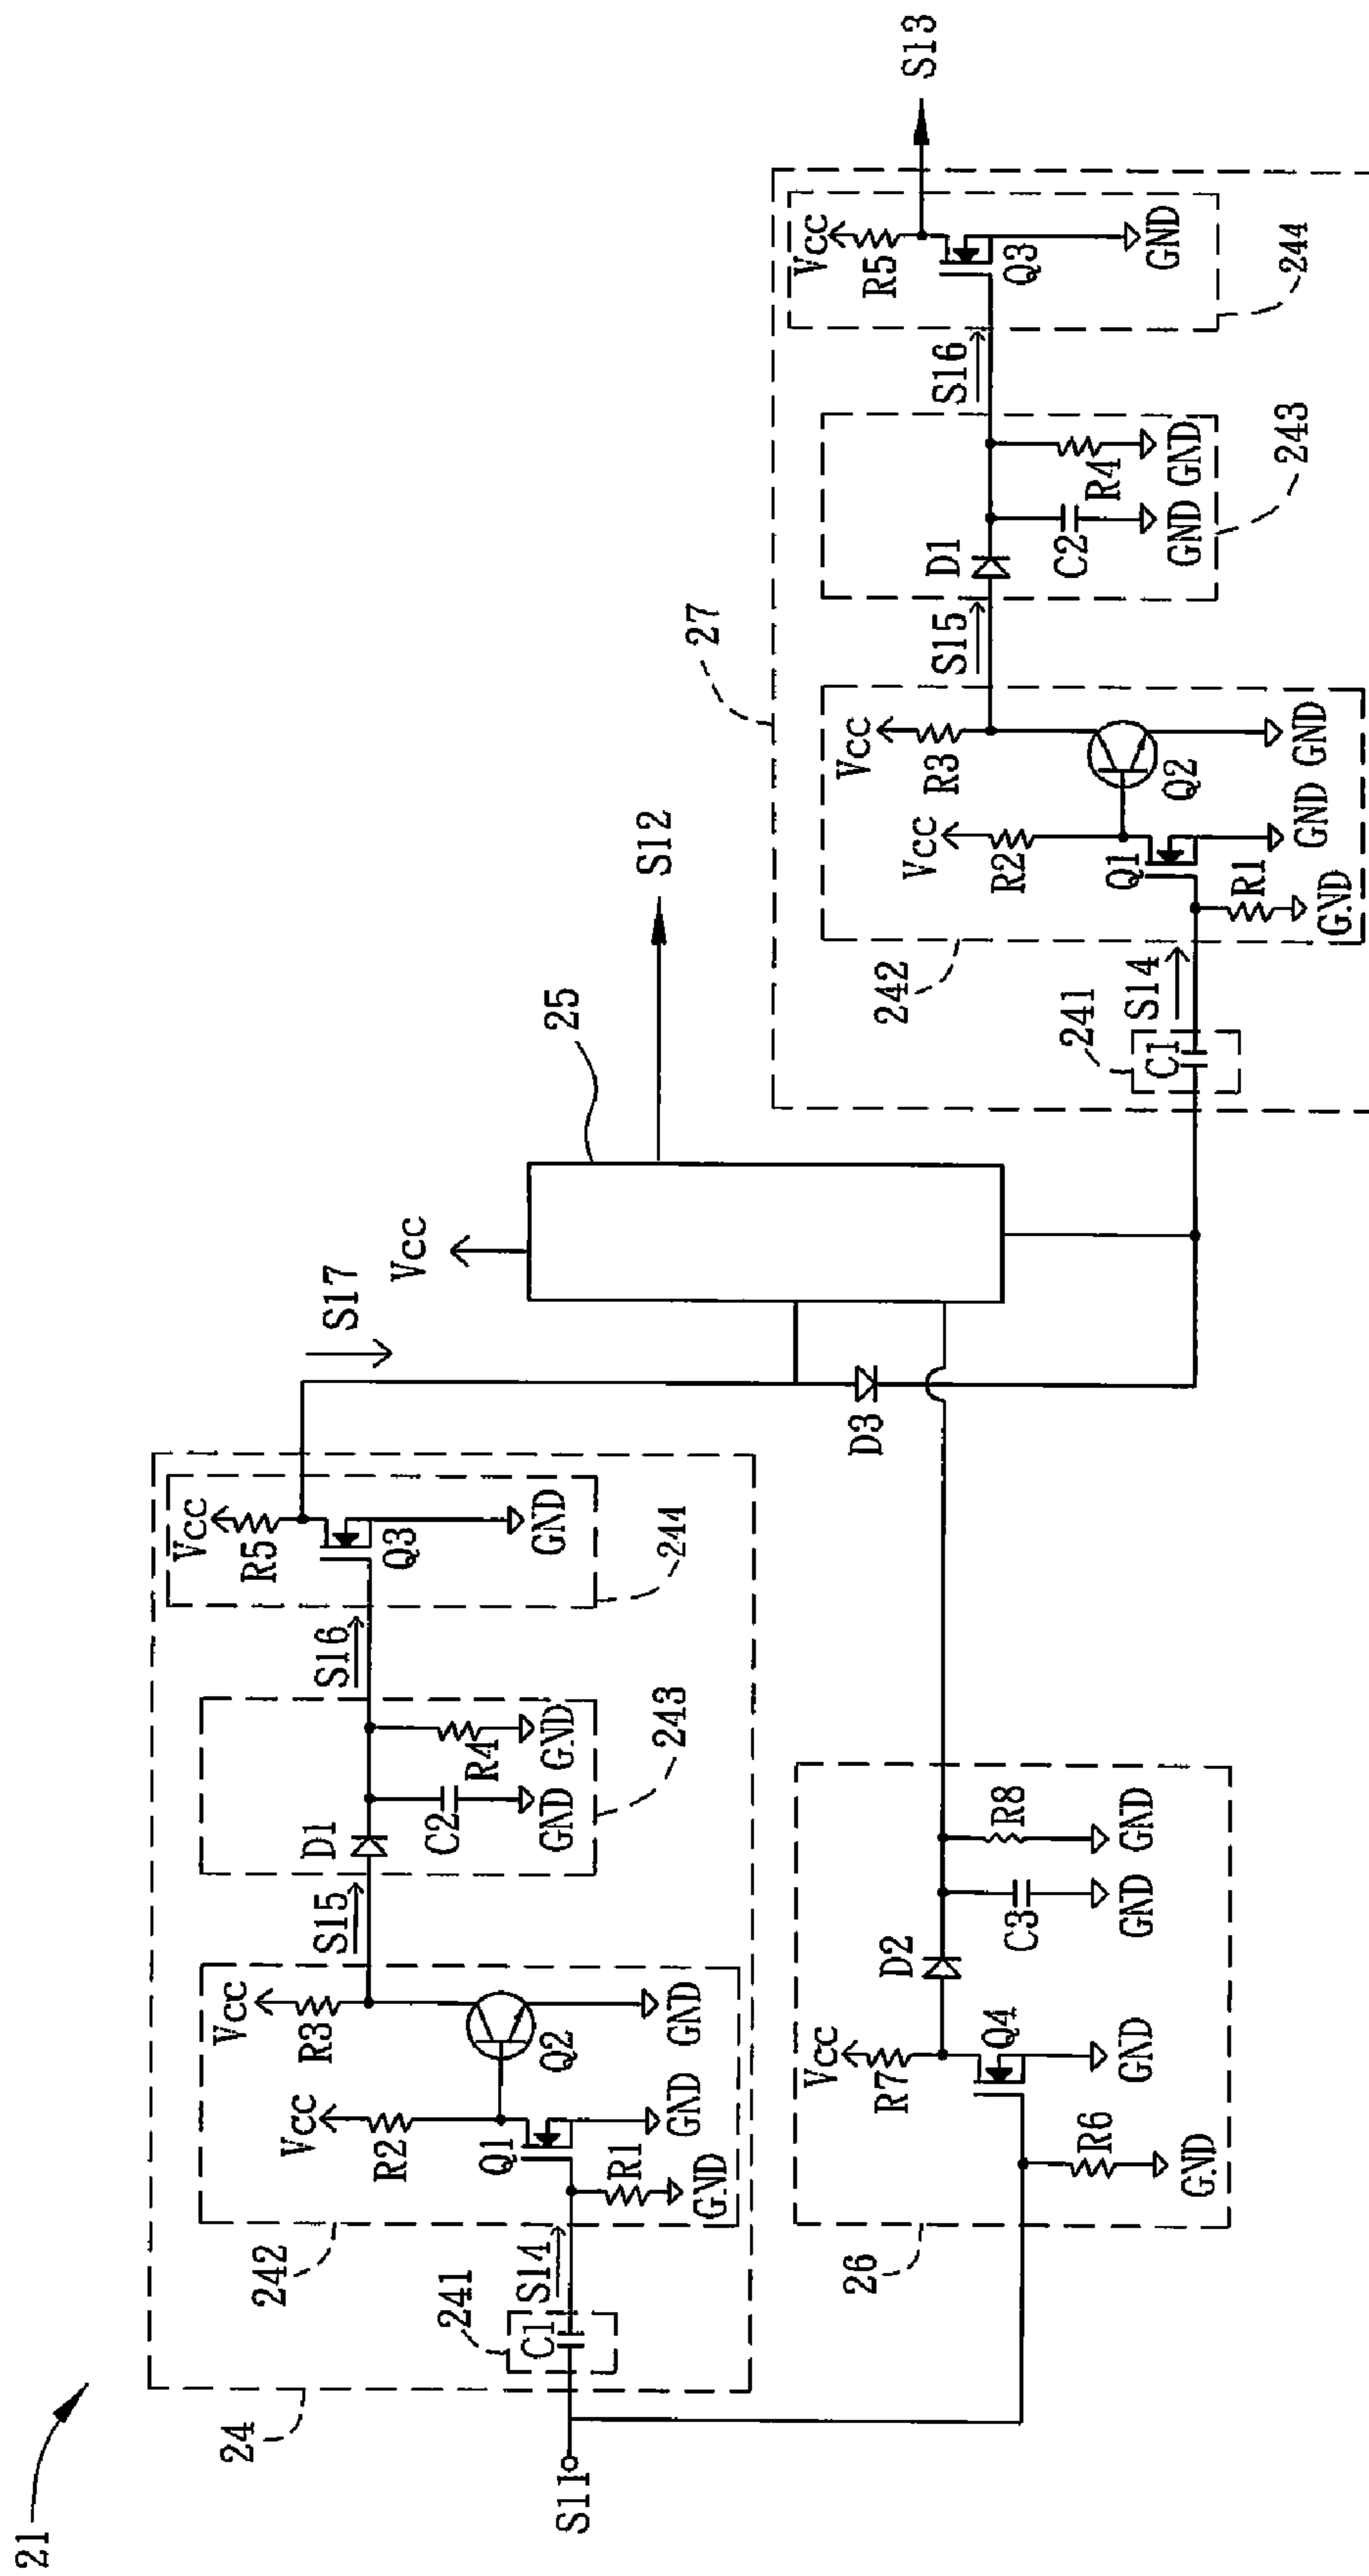 21
24
S11
241
C1
S14
242
Vcc
R2
Q1
R1
GND
GND
Vcc
R3
Q2
GND
S15
D1
C2
GND
R4
GND
243
S16
Vcc
R5
Q3
GND
244
S17
26
R6
GND
Vcc
R7
Q4
GND
D2
C3
GND
R8
GND
D3
Vcc
25
S12
27
241
C1
S14
242
Vcc
R2
Q1
R1
GND
GND
Vcc
R3
Q2
GND
S15
D1
C2
GND
R4
GND
243
S16
Vcc
R5
Q3
GND
244
S13